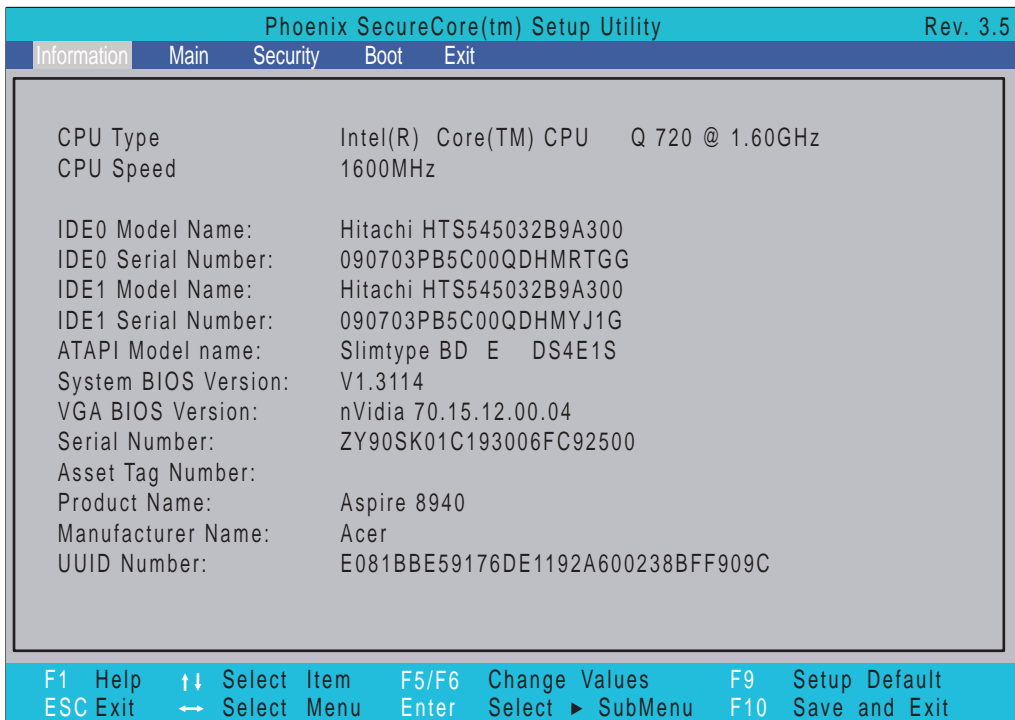 Phoenix SecureCore(tm) Setup Utility Rev. 3.5
Information Main Security Boot Exit
CPU Type Intel(R) Core(TM) CPU Q 720 @ 1.60GHz
CPU Speed 1600MHz
IDE0 Model Name: Hitachi HTS545032B9A300
IDE0 Serial Number: 090703PB5C00QDHMRTGG
IDE1 Model Name: Hitachi HTS545032B9A300
IDE1 Serial Number: 090703PB5C00QDHMYJ1G
ATAPI Model name: Slimtype BD E DS4E1S
System BIOS Version: V1.3114
VGA BIOS Version: nVidia 70.15.12.00.04
Serial Number: ZY90SK01C193006FC92500
Asset Tag Number:
Product Name: Aspire 8940
Manufacturer Name: Acer
UUID Number: E081BBE59176DE1192A600238BFF909C
F1 Help ↑↓ Select Item F5/F6 Change Values F9 Setup Default
ESC Exit ↔ Select Menu Enter Select ► SubMenu F10 Save and Exit